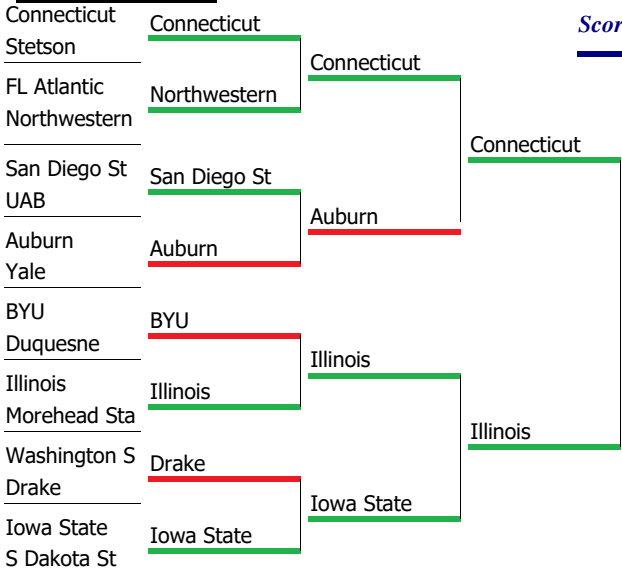 Connecticut
Stetson
FL Atlantic
Northwestern
San Diego St
UAB
Auburn
Yale
BYU
Duquesne
Illinois
Morehead Sta
Washington S
Drake
Iowa State
S Dakota St
Connecticut
Northwestern
San Diego St
Auburn
BYU
Illinois
Drake
Iowa State
Connecticut
Auburn
Illinois
Iowa State
Connecticut
Illinois
Scor